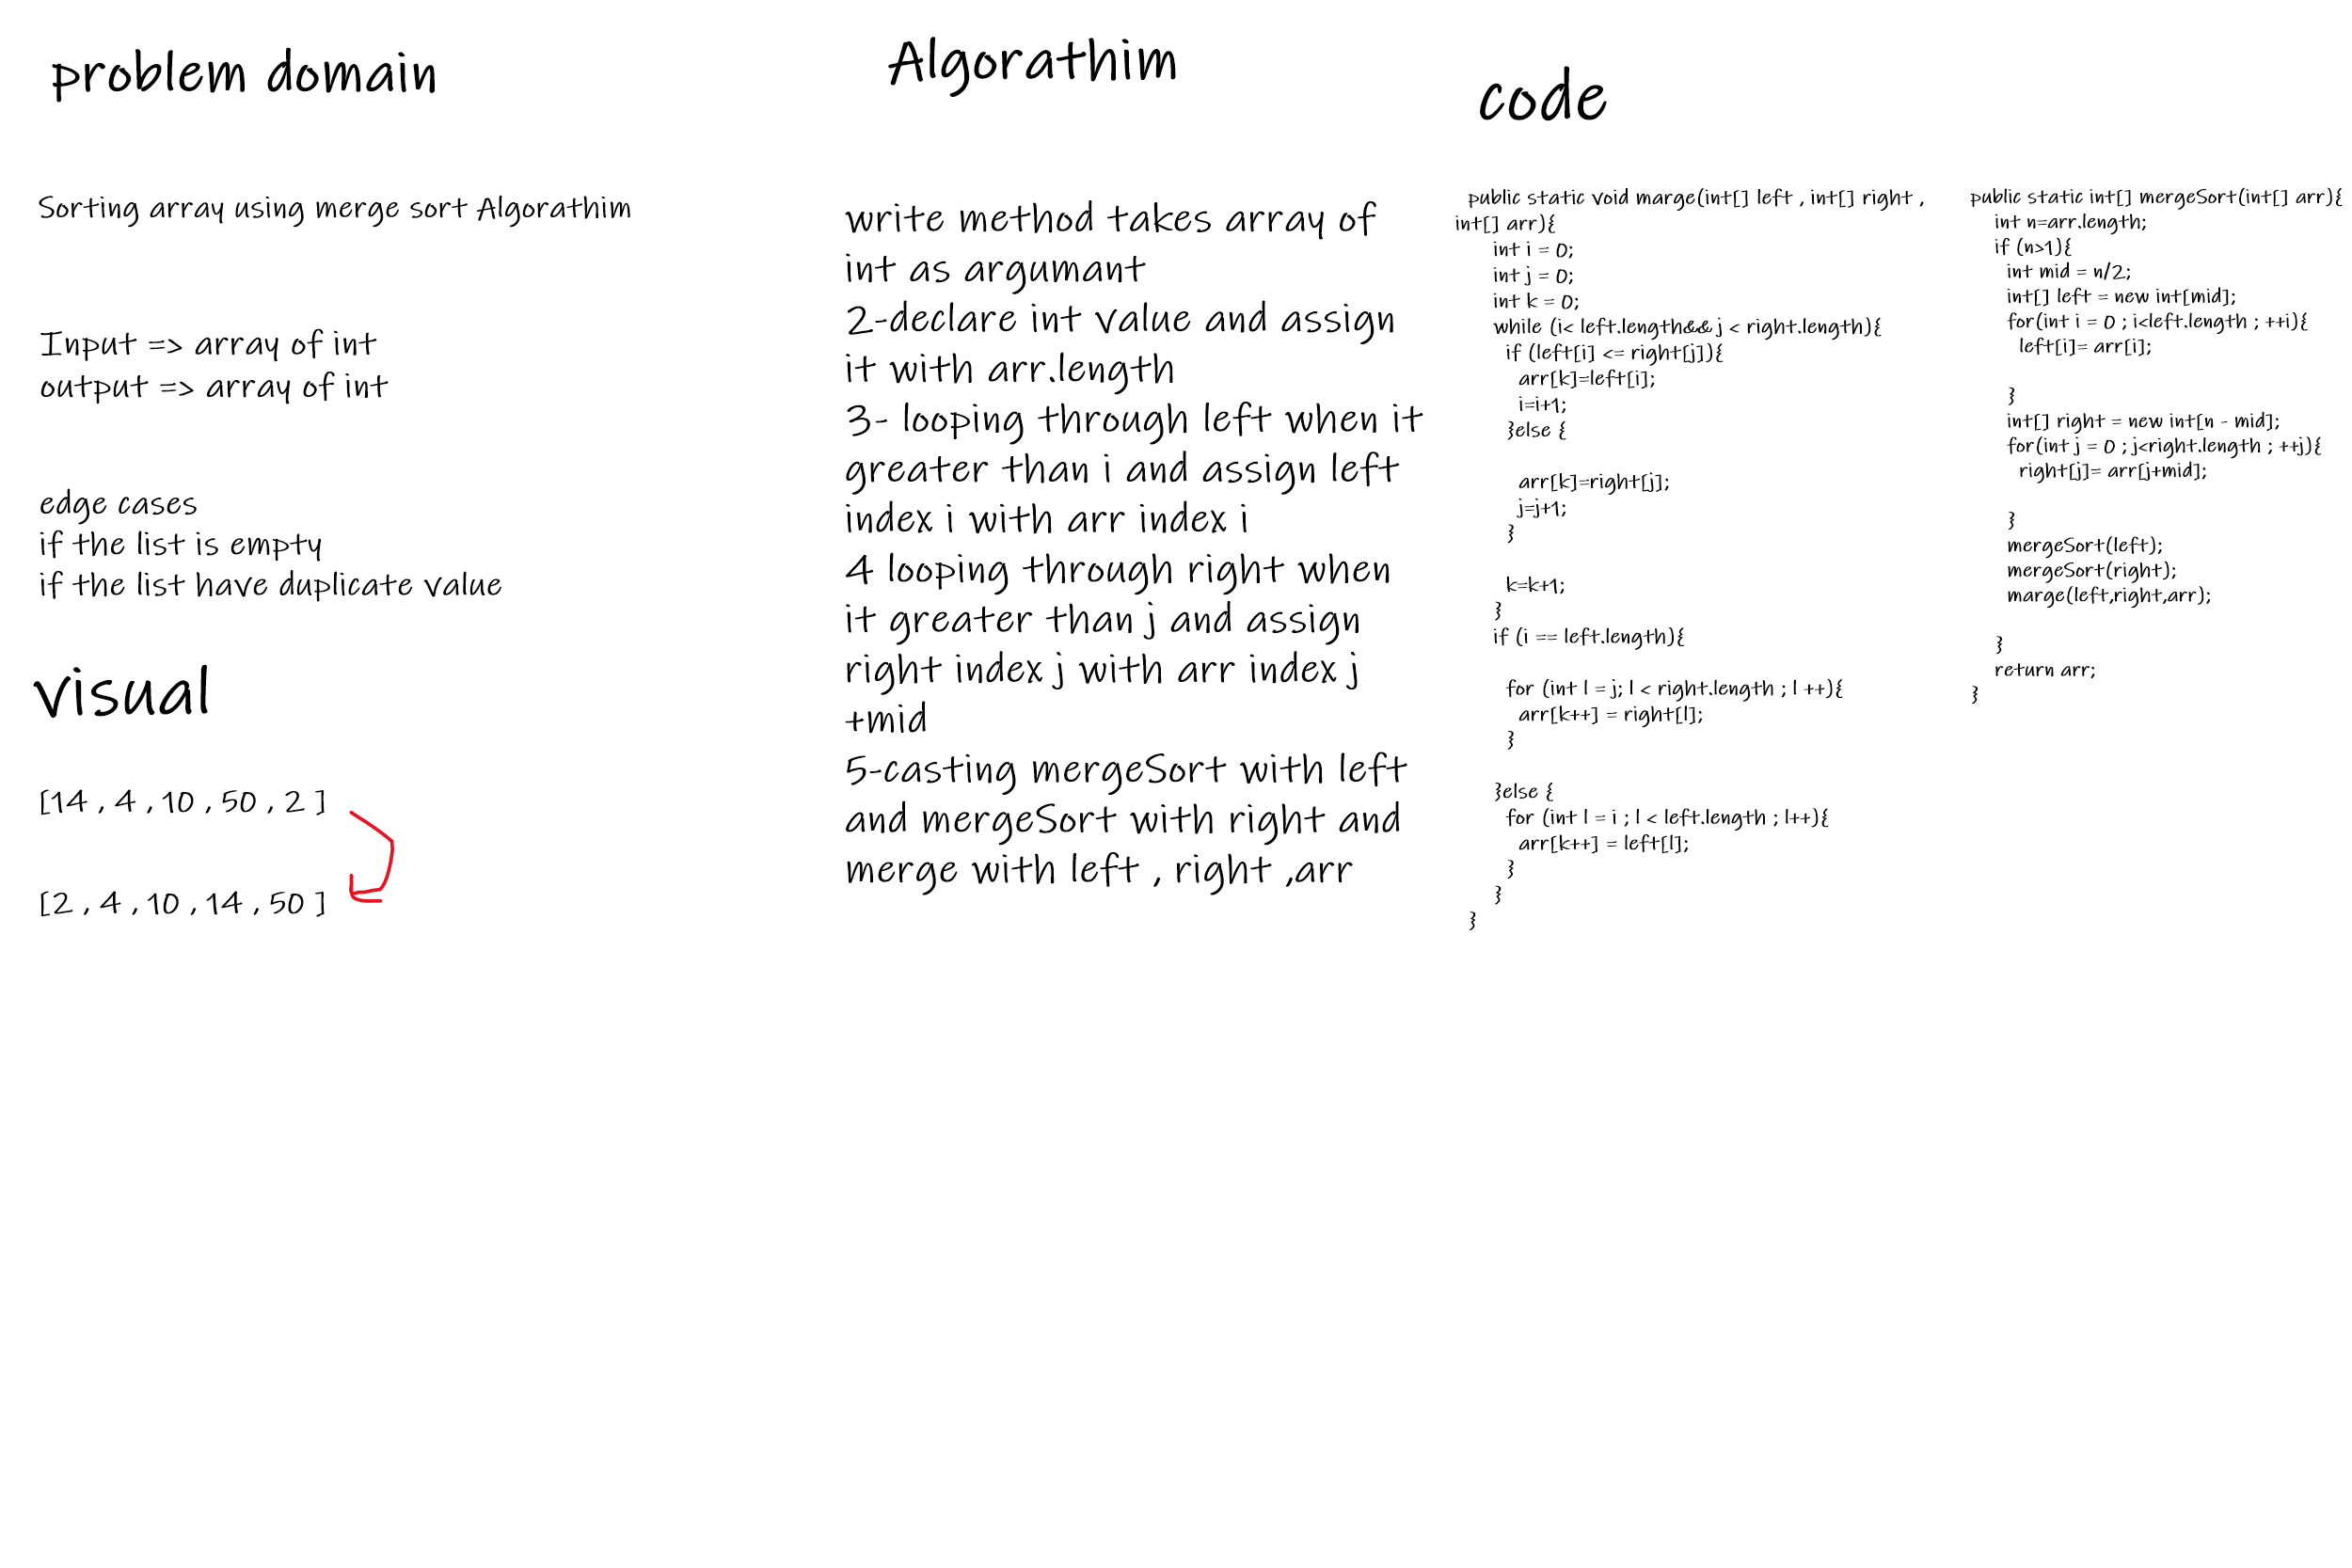 problem domain
Sorting array using merge sort Algorathim
Input => array of int
output => array of int
edge cases
if the list is empty
if the list have duplicate value
visual
[14 , 4 , 10 , 50 , 2 ]
[2 , 4 , 10 , 14 , 50 ]
Algorathim
write method takes array of
int as argumant
2-declare int value and assign
it with arr.length
3- looping through left when it
greater than i and assign left
index i with arr index i
4 looping through right when
it greater than j and assign
right index j with arr index j
+mid
5-casting mergeSort with left
and mergeSort with right and
merge with left , right ,arr
code
public static void marge(int[] left , int[] right ,
int[] arr){
int i = 0;
int j = 0;
int k = 0;
while (i< left.length&& j < right.length){
if (left[i] <= right[j]){
arr[k]=left[i];
i=i+1;
}else {
arr[k]=right[j];
j=j+1;
}
k=k+1;
}
if (i == left.length){
for (int l = j; l < right.length ; l ++){
arr[k++] = right[l];
}
}else {
for (int l = i ; l < left.length ; l++){
arr[k++] = left[l];
}
}
}
public static int[] mergeSort(int[] arr){
int n=arr.length;
if (n>1){
int mid = n/2;
int[] left = new int[mid];
for(int i = 0 ; i<left.length ; ++i){
left[i]= arr[i];
}
int[] right = new int[n - mid];
for(int j = 0 ; j<right.length ; ++j){
right[j]= arr[j+mid];
}
mergeSort(left);
mergeSort(right);
marge(left,right,arr);
}
return arr;
}